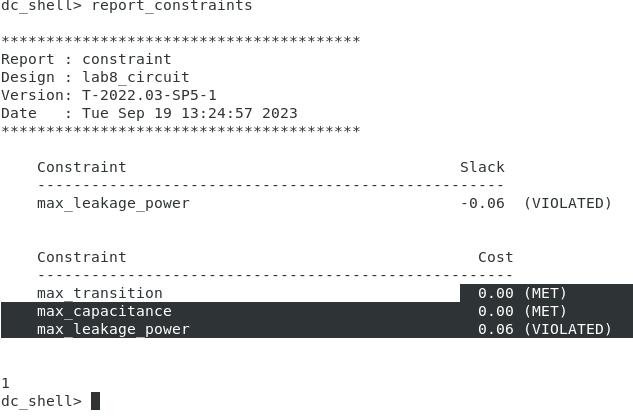 dc_shell> report_constraints
****************************************
Report : constraint
Design : lab8_circuit
Version: T-2022.03-SP5-1
Date   : Tue Sep 19 13:24:57 2023
****************************************
Constraint Slack
----------------------------------------------------
max_leakage_power -0.06 (VIOLATED)
Constraint Cost
-----------------------------------------------------
max_transition 0.00 (MET)
max_capacitance 0.00 (MET)
max_leakage_power 0.06 (VIOLATED)
1
dc_shell>